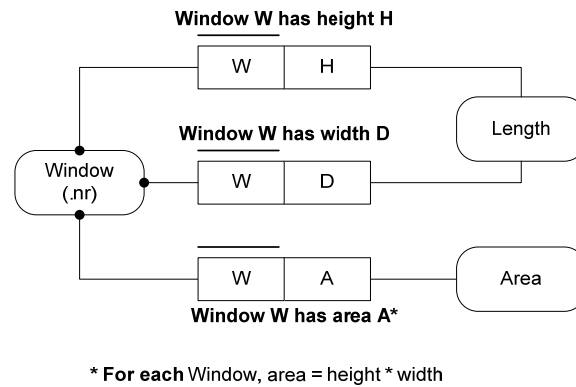 Window W has height H
W H
Length
Window W has width D
Window
(.nr)
W D
W A
Area
Window W has area A*
* For each Window, area = height * width